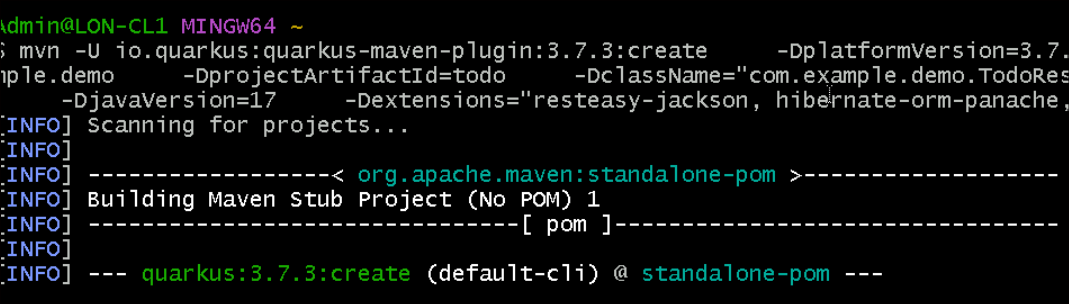 Admin@LON-CL1 MINGW64 ~
$ mvn -U io.quarkus:quarkus-maven-plugin:3.7.3:create -DplatformVersion=3.7.
mple.demo -DprojectArtifactId=todo -DclassName="com.example.demo.TodoRes
-DjavaVersion=17 -Dextensions="resteasy-jackson, hibernate-orm-panache,
[INFO] Scanning for projects...
[INFO]
[INFO] ------------------< org.apache.maven:standalone-pom >-------------------
[INFO] Building Maven Stub Project (No POM) 1
[INFO] --------------------------------[ pom ]---------------------------------
[INFO]
[INFO] --- quarkus:3.7.3:create (default-cli) @ standalone-pom ---